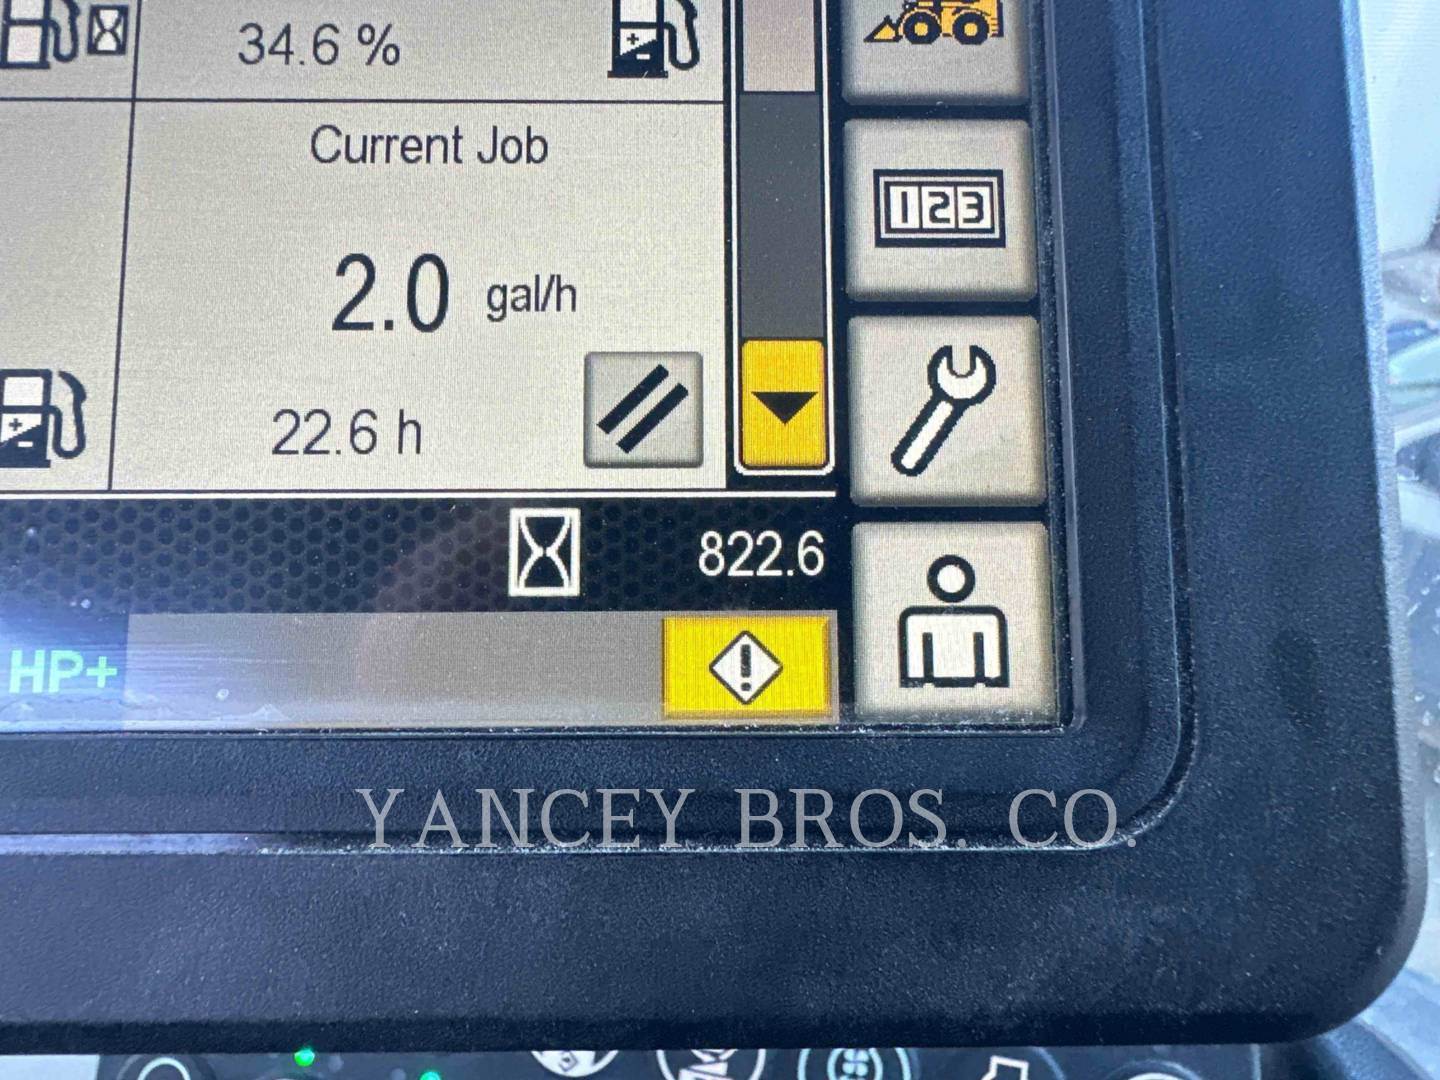 34.6 %
Current Job
123
2.0 gal/h
22.6 h
822.6
HP+
YANCEY BROS. CO.